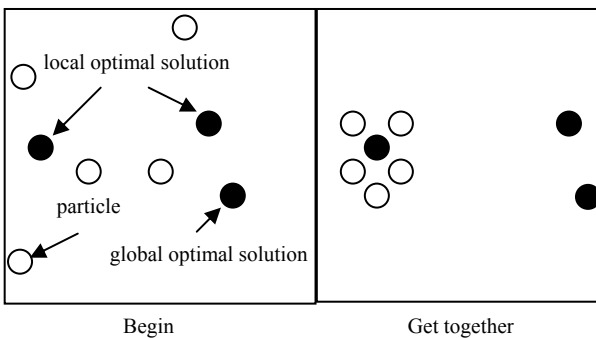 local optimal solution
particle
global optimal solution
Begin
Get together